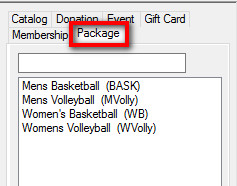 Catalog Donation Event Gift Card
Membership Package
Mens Basketball (BASK)
Mens Volleyball (MVolly)
Women's Basketball (WB)
Womens Volleyball (WVolly)